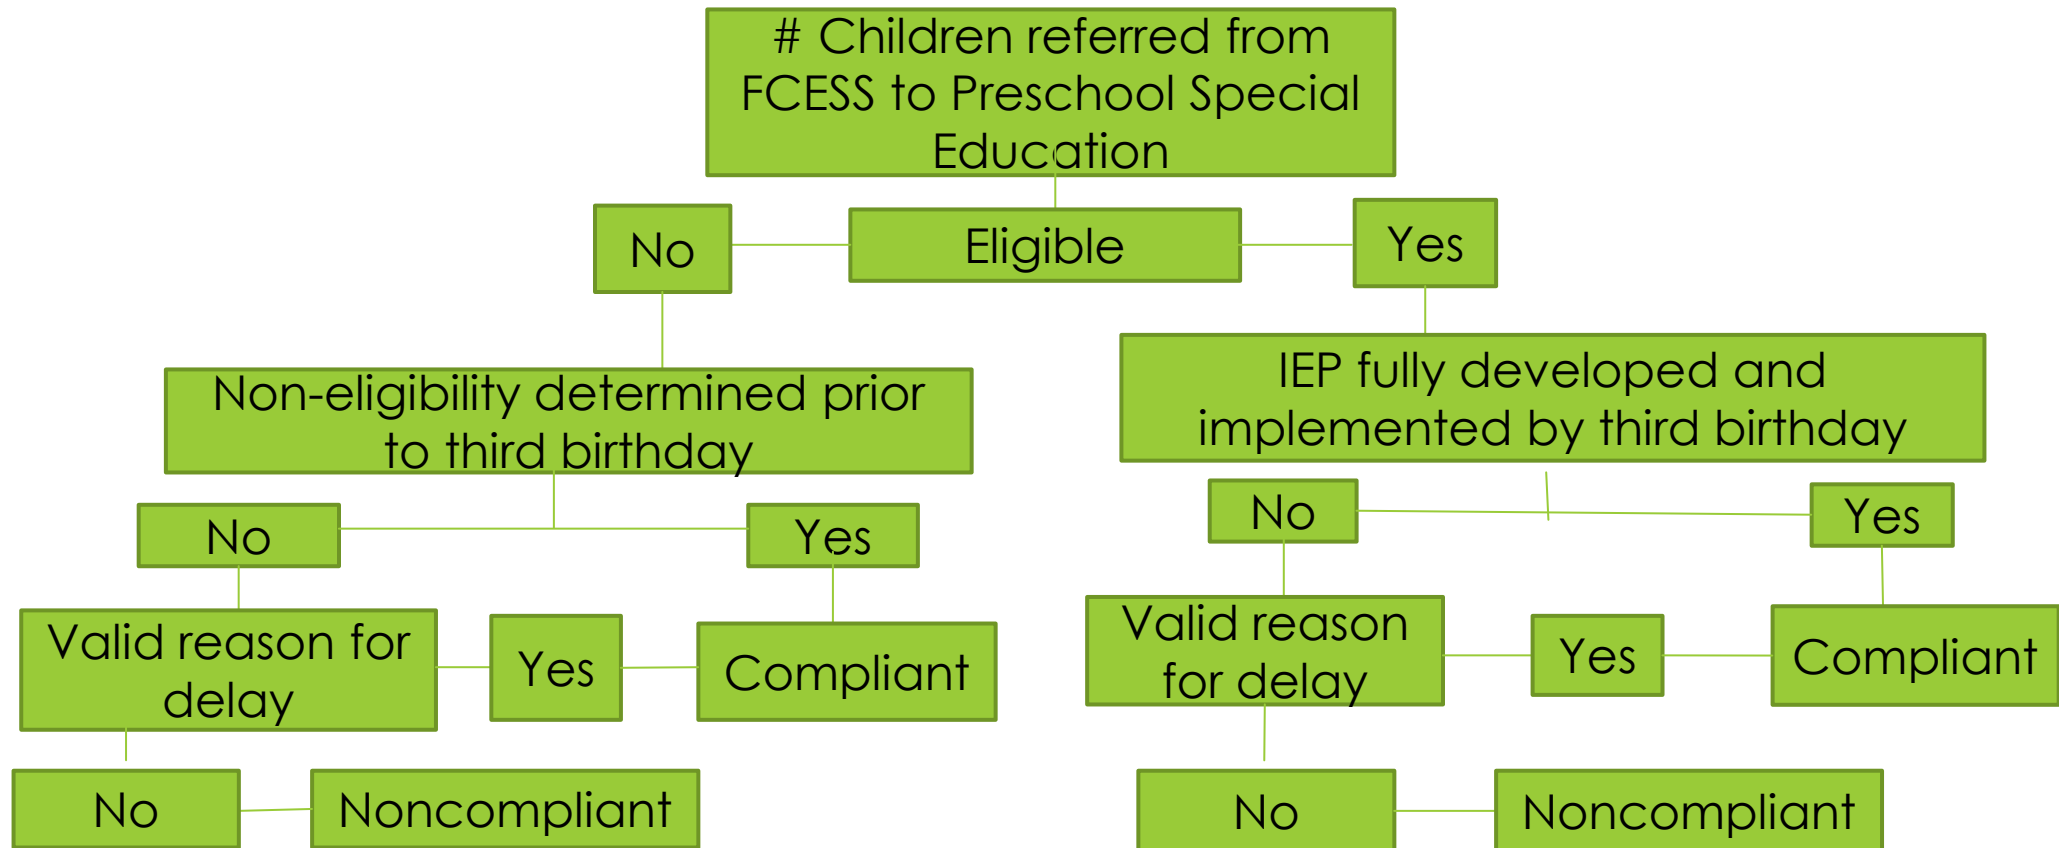 # Children referred from
FCESS to Preschool Special
Education
No
Eligible
Yes
Non-eligibility determined prior
to third birthday
IEP fully developed and
implemented by third birthday
No
Yes
No
Yes
Valid reason for
delay
Yes
Compliant
Valid reason
for delay
Yes
Compliant
No
Noncompliant
No
Noncompliant